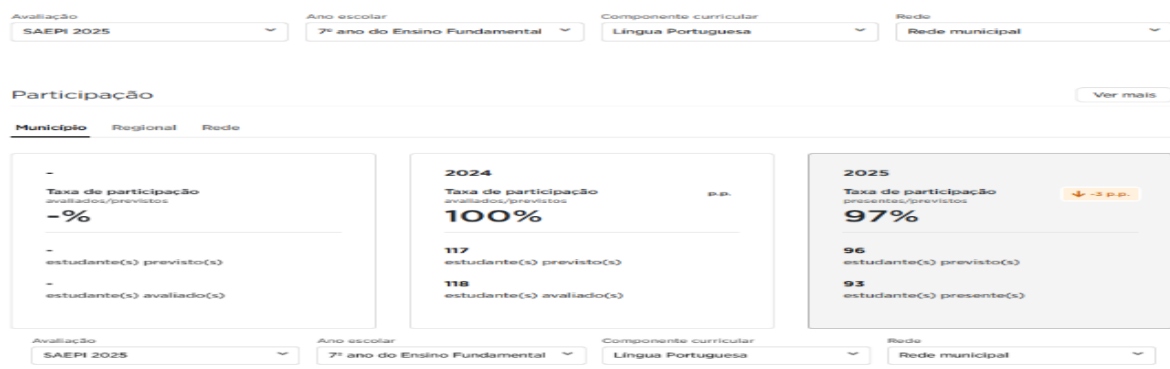 Avaliação Ano escolar Componente curricular Rede
SAEPI 2025 7º ano do Ensino Fundamental Língua Portuguesa Rede municipal
Participação Ver mais
Município Regional Rede
- 2024 2025
Taxa de participação Taxa de participação p.p. Taxa de participação -3 p.p.
avaliados/previstos avaliados/previstos presentes/previstos
-% 100% 97%
- 117 96
estudante(s) previsto(s) estudante(s) previsto(s) estudante(s) previsto(s)
- 118 93
estudante(s) avaliado(s) estudante(s) avaliado(s) estudante(s) presente(s)
Avaliação Ano escolar Componente curricular Rede
SAEPI 2025 7º ano do Ensino Fundamental Língua Portuguesa Rede municipal